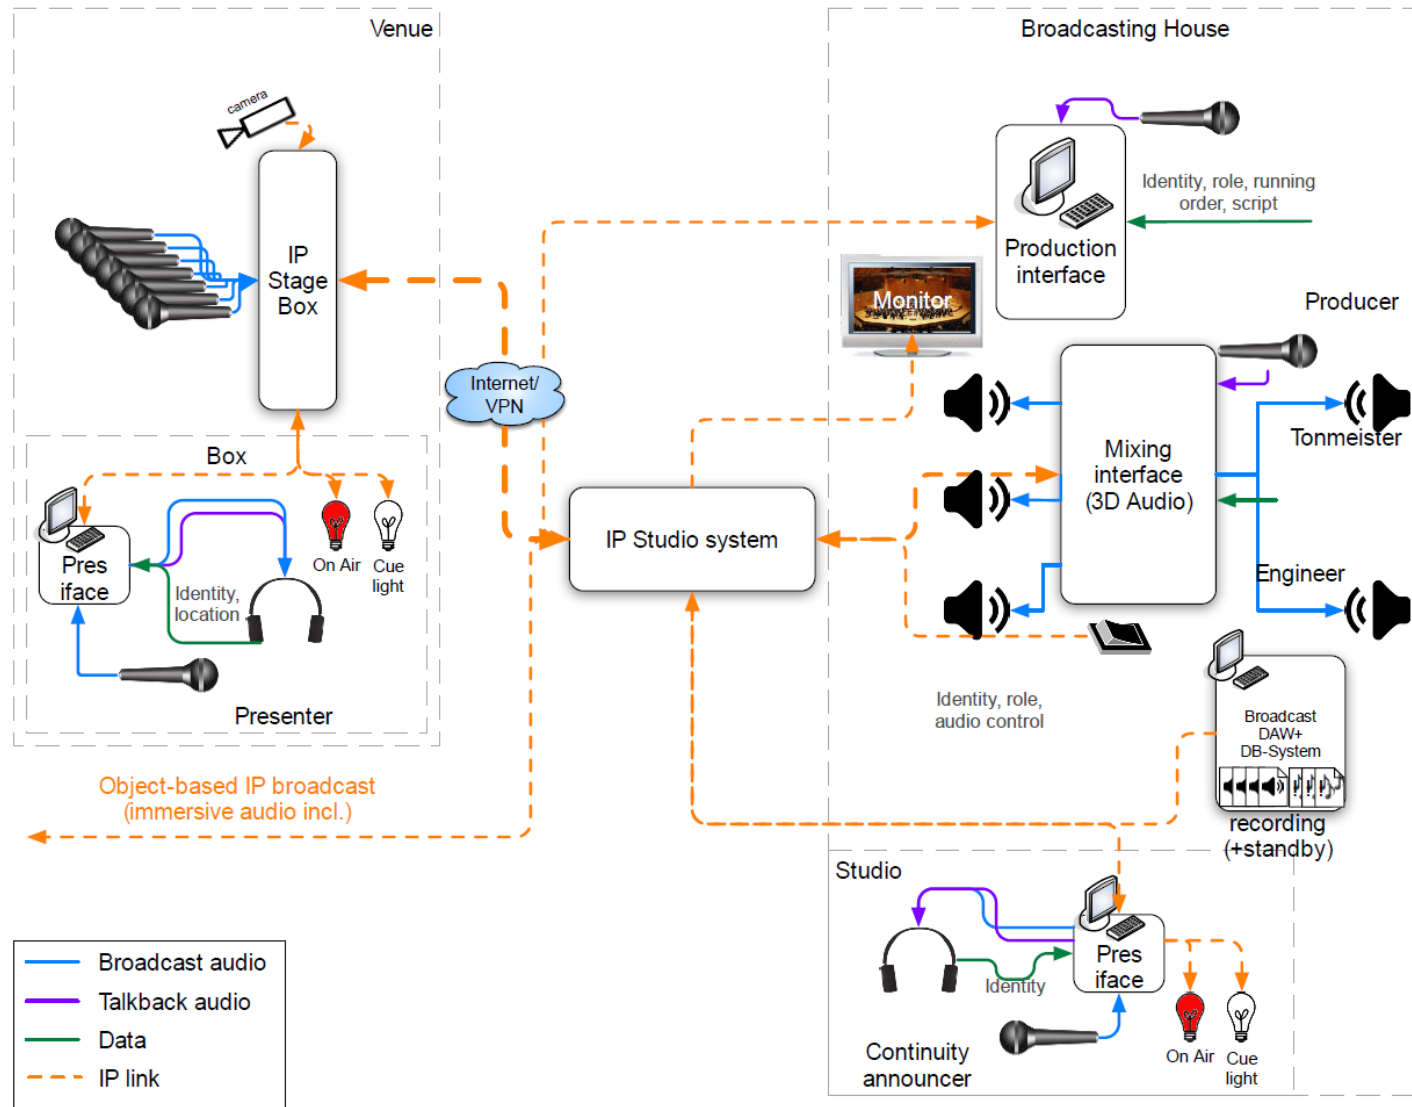 Venue
Broadcasting House
camera
IP
Stage
Box
Identity, role, running
order, script
Production
interface
Monitor
Producer
Internet/
VPN
Mixing
interface
(3D Audio)
Tonmeister
Box
IP Studio system
Pres
iface
Identity,
location
On Air
Cue
light
Engineer
Presenter
Identity, role,
audio control
Broadcast
DAW+
DB-System
recording
(+standby)
Object-based IP broadcast
(immersive audio incl.)
Studio
Pres
iface
Identity
Continuity
announcer
On Air
Cue
light
Broadcast audio
Talkback audio
Data
IP link